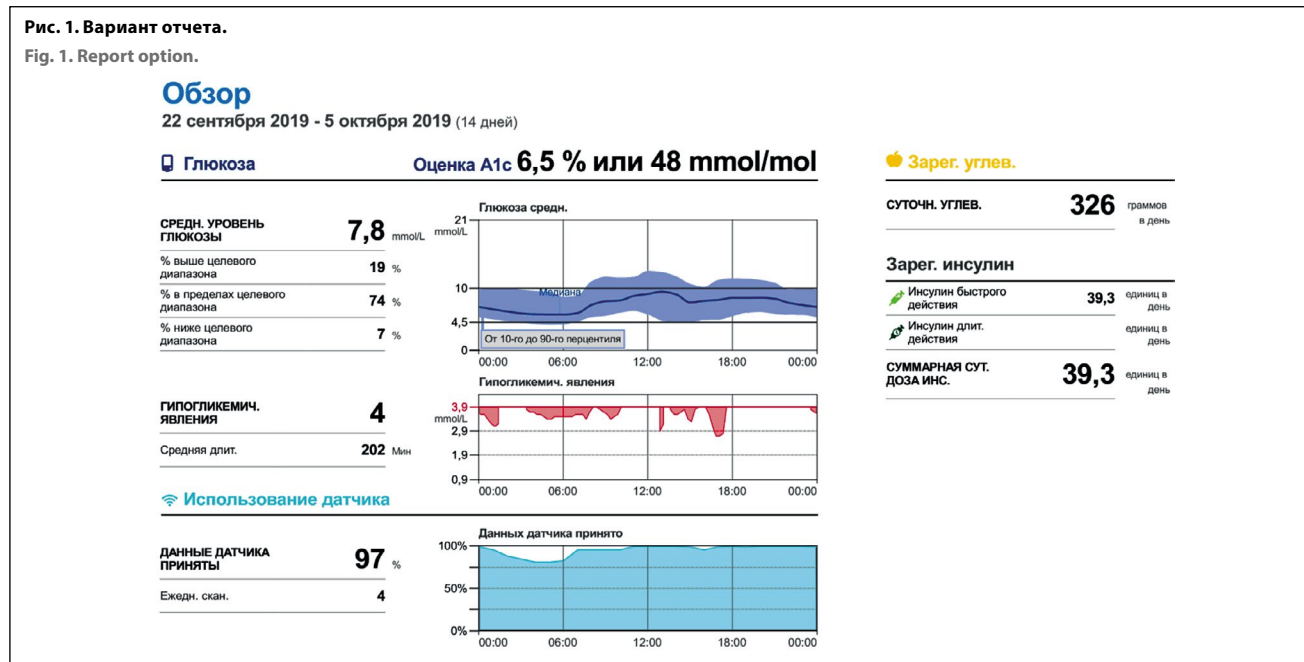 Рис. 1. Вариант отчета.
Fig. 1. Report option.
Обзор
22 сентября 2019 - 5 октября 2019 (14 дней)
Глюкоза
Оценка A1c 6,5 % или 48 mmol/mol
СРЕДН. УРОВЕНЬ
ГЛЮКОЗЫ
7,8 mmol/L
% выше целевого
диапазона
19 %
% в пределах целевого
диапазона
74 %
% ниже целевого
диапазона
7 %
Глюкоза средн.
21
mmol/L
10
4,5
0
Медиана
От 10-го до 90-го перцентиля
00:00 06:00 12:00 18:00 00:00
ГИПОГЛИКЕМИЧ.
ЯВЛЕНИЯ
4
Средняя длит.
202 Мин
Гипогликемич. явления
3,9
mmol/L
2,9
1,9
0,9
00:00 06:00 12:00 18:00 00:00
Использование датчика
ДАННЫЕ ДАТЧИКА
ПРИНЯТЫ
97 %
Ежедн. скан.
4
Данных датчика принято
100%
50%
0%
00:00 06:00 12:00 18:00 00:00
Зарег. углев.
СУТОЧН. УГЛЕВ.
326 граммов
в день
Зарег. инсулин
Инсулин быстрого
действия
39,3 единиц в
день
Инсулин длит.
действия
единиц в
день
СУММАРНАЯ СУТ.
ДОЗА ИНС.
39,3 единиц в
день